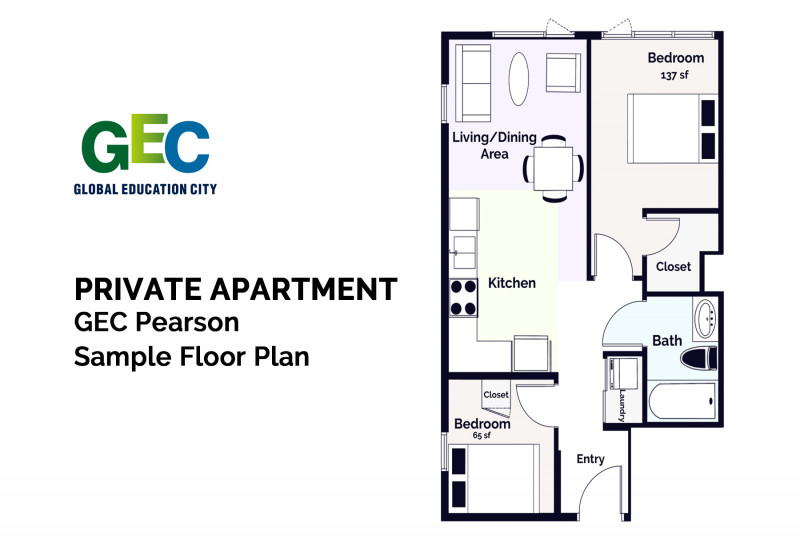 GEC
GLOBAL EDUCATION CITY
PRIVATE APARTMENT
GEC Pearson
Sample Floor Plan
Bedroom
137 sf
Living/Dining
Area
Closet
Kitchen
Bath
Laundry
Closet
Bedroom
65 sf
Entry